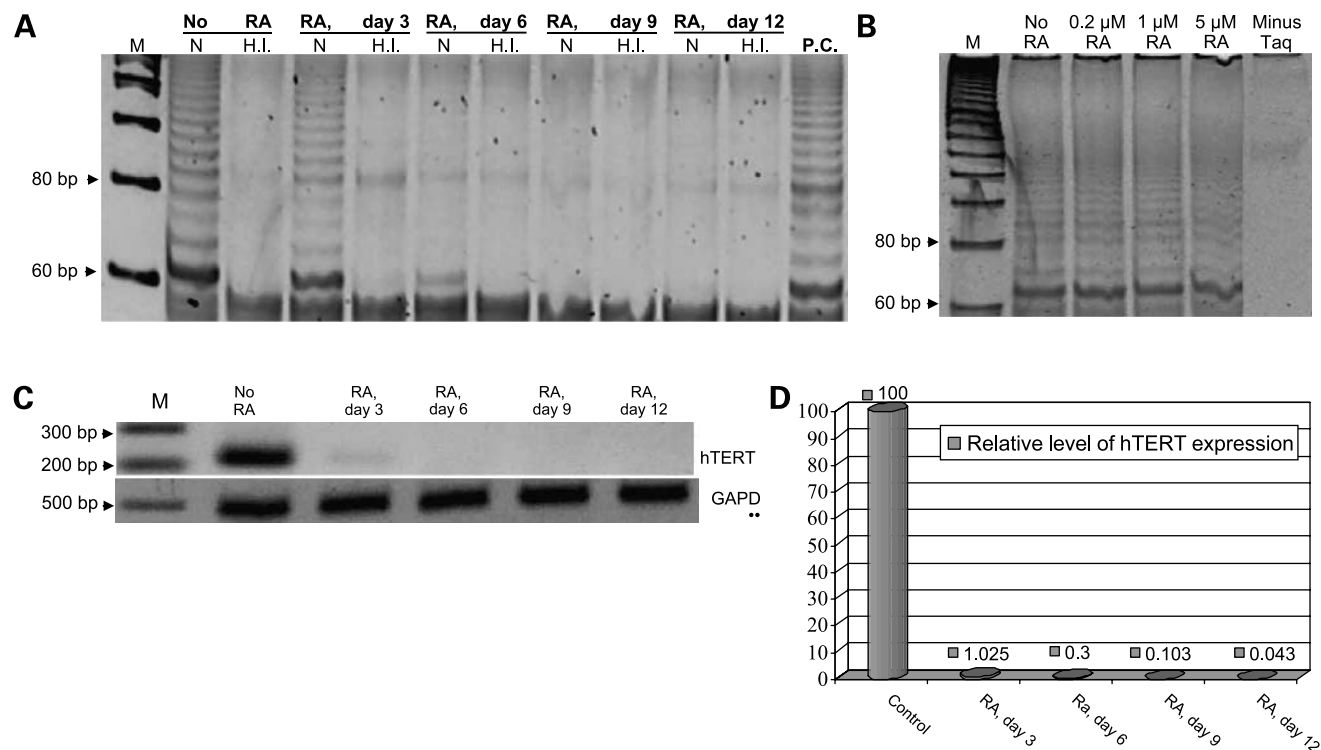 A
No RA RA, day 3 RA, day 6 RA, day 9 RA, day 12
M N H.I. N H.I. N H.I. N H.I. N H.I. P.C.
80 bp
60 bp
B
No 0.2 µM 1 µM 5 µM Minus
M RA RA RA RA Taq
80 bp
60 bp
C
No RA, RA, RA, RA,
M RA day 3 day 6 day 9 day 12
300 bp
200 bp
hTERT
500 bp
GAPD
D
100
100
90
80
70
60
50
40
30
20
10
0
Relative level of hTERT expression
1.025 0.3 0.103 0.043
Control RA, day 3 Ra, day 6 RA, day 9 RA, day 12